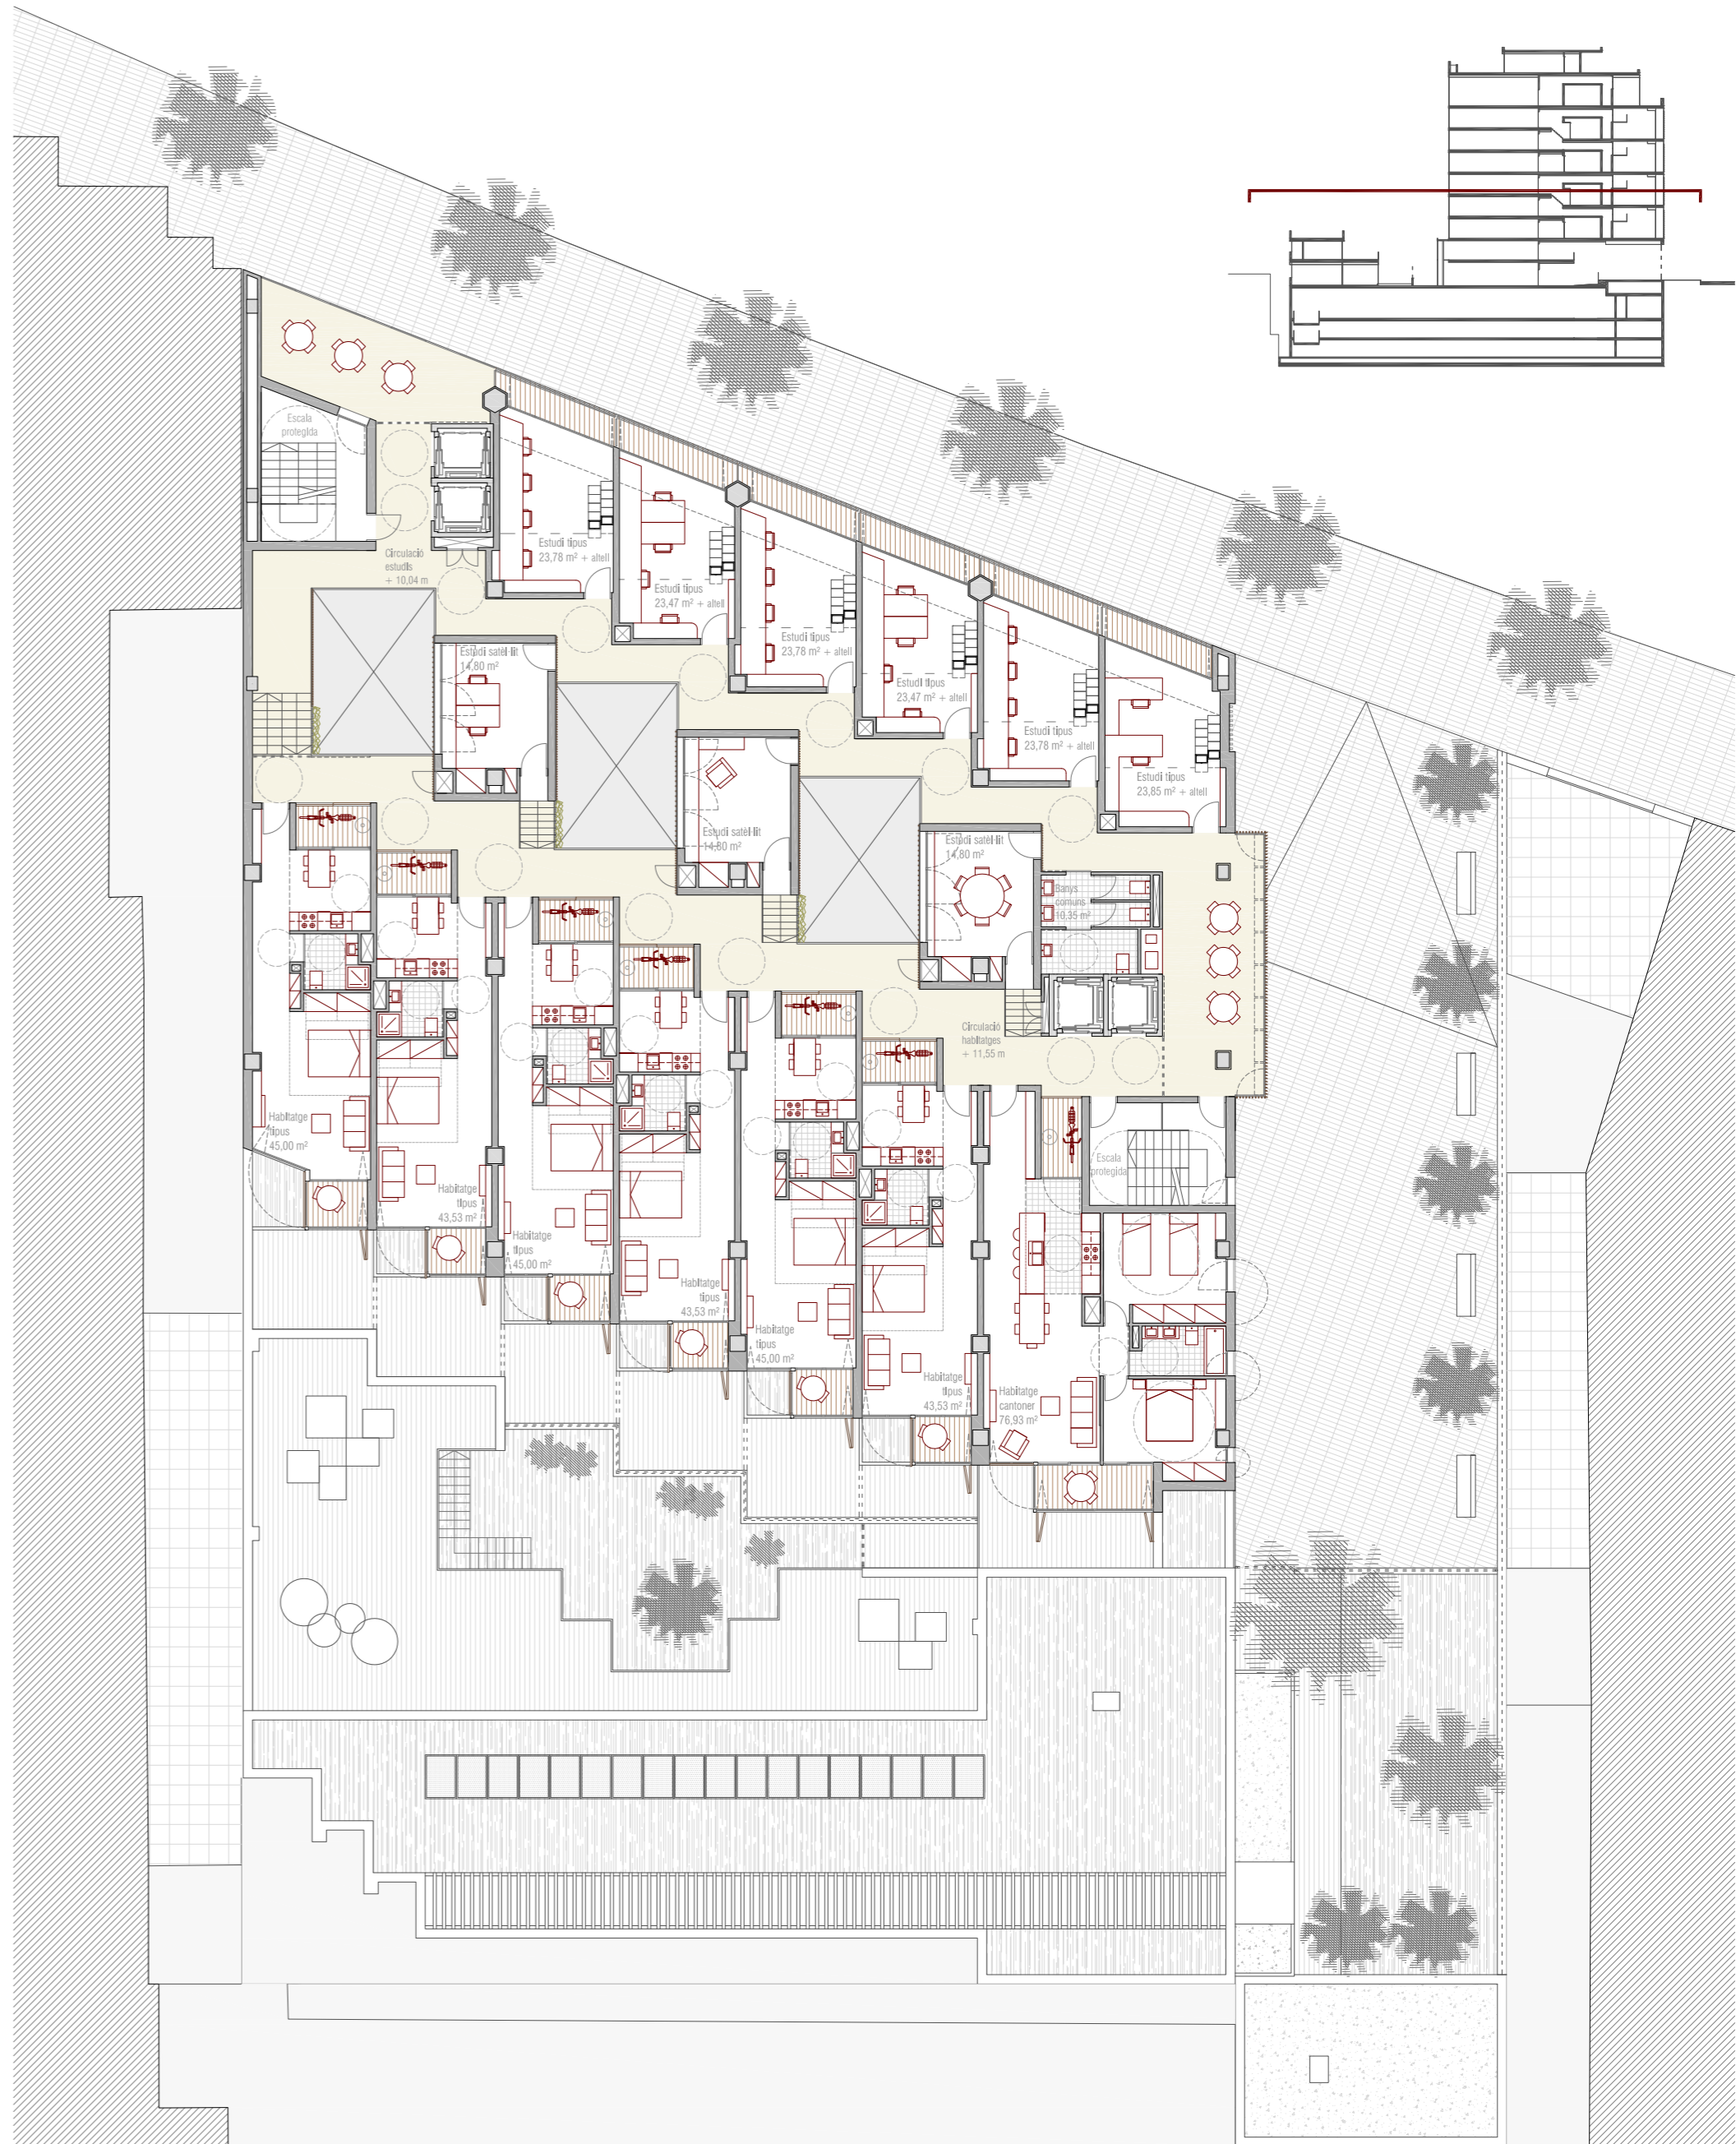 Escala
protegida
Circulació
estudis
+ 10,04 m
Estudi tipus
23,78 m² + altell
Estudi tipus
23,47 m² + altell
Estudi tipus
23,78 m² + altell
Estudi tipus
23,47 m² + altell
Estudi tipus
23,78 m² + altell
Estudi tipus
23,85 m² + altell
Estudi satèl·lit
14,80 m²
Estudi satèl·lit
14,80 m²
Estudi satèl·lit
14,80 m²
Banys
comuns
10,35 m²
Circulació
habitatges
+ 11,55 m
Escala
protegida
Habitatge
tipus
45,00 m²
Habitatge
tipus
43,53 m²
Habitatge
tipus
45,00 m²
Habitatge
tipus
43,53 m²
Habitatge
tipus
45,00 m²
Habitatge
tipus
43,53 m²
Habitatge
cantoner
76,93 m²